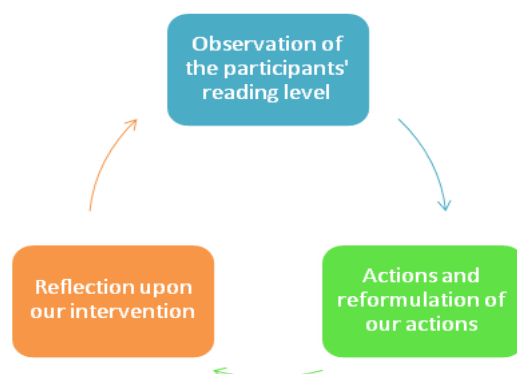 Observation of
the participants'
reading level
Reflection upon
our intervention
Actions and
reformulation of
our actions